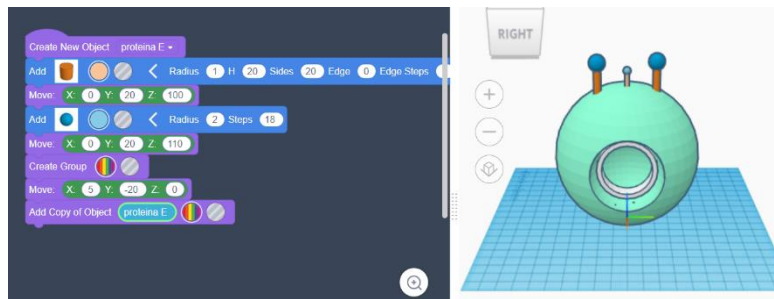 Create New Object proteina E
Add Radius 1 H 20 Sides 20 Edge 0 Edge Steps
Move: X: 0 Y: 20 Z: 100
Add Radius 2 Steps 18
Move: X: 0 Y: 20 Z: 110
Create Group
Move: X: 5 Y: -20 Z: 0
Add Copy of Object proteina E
RIGHT